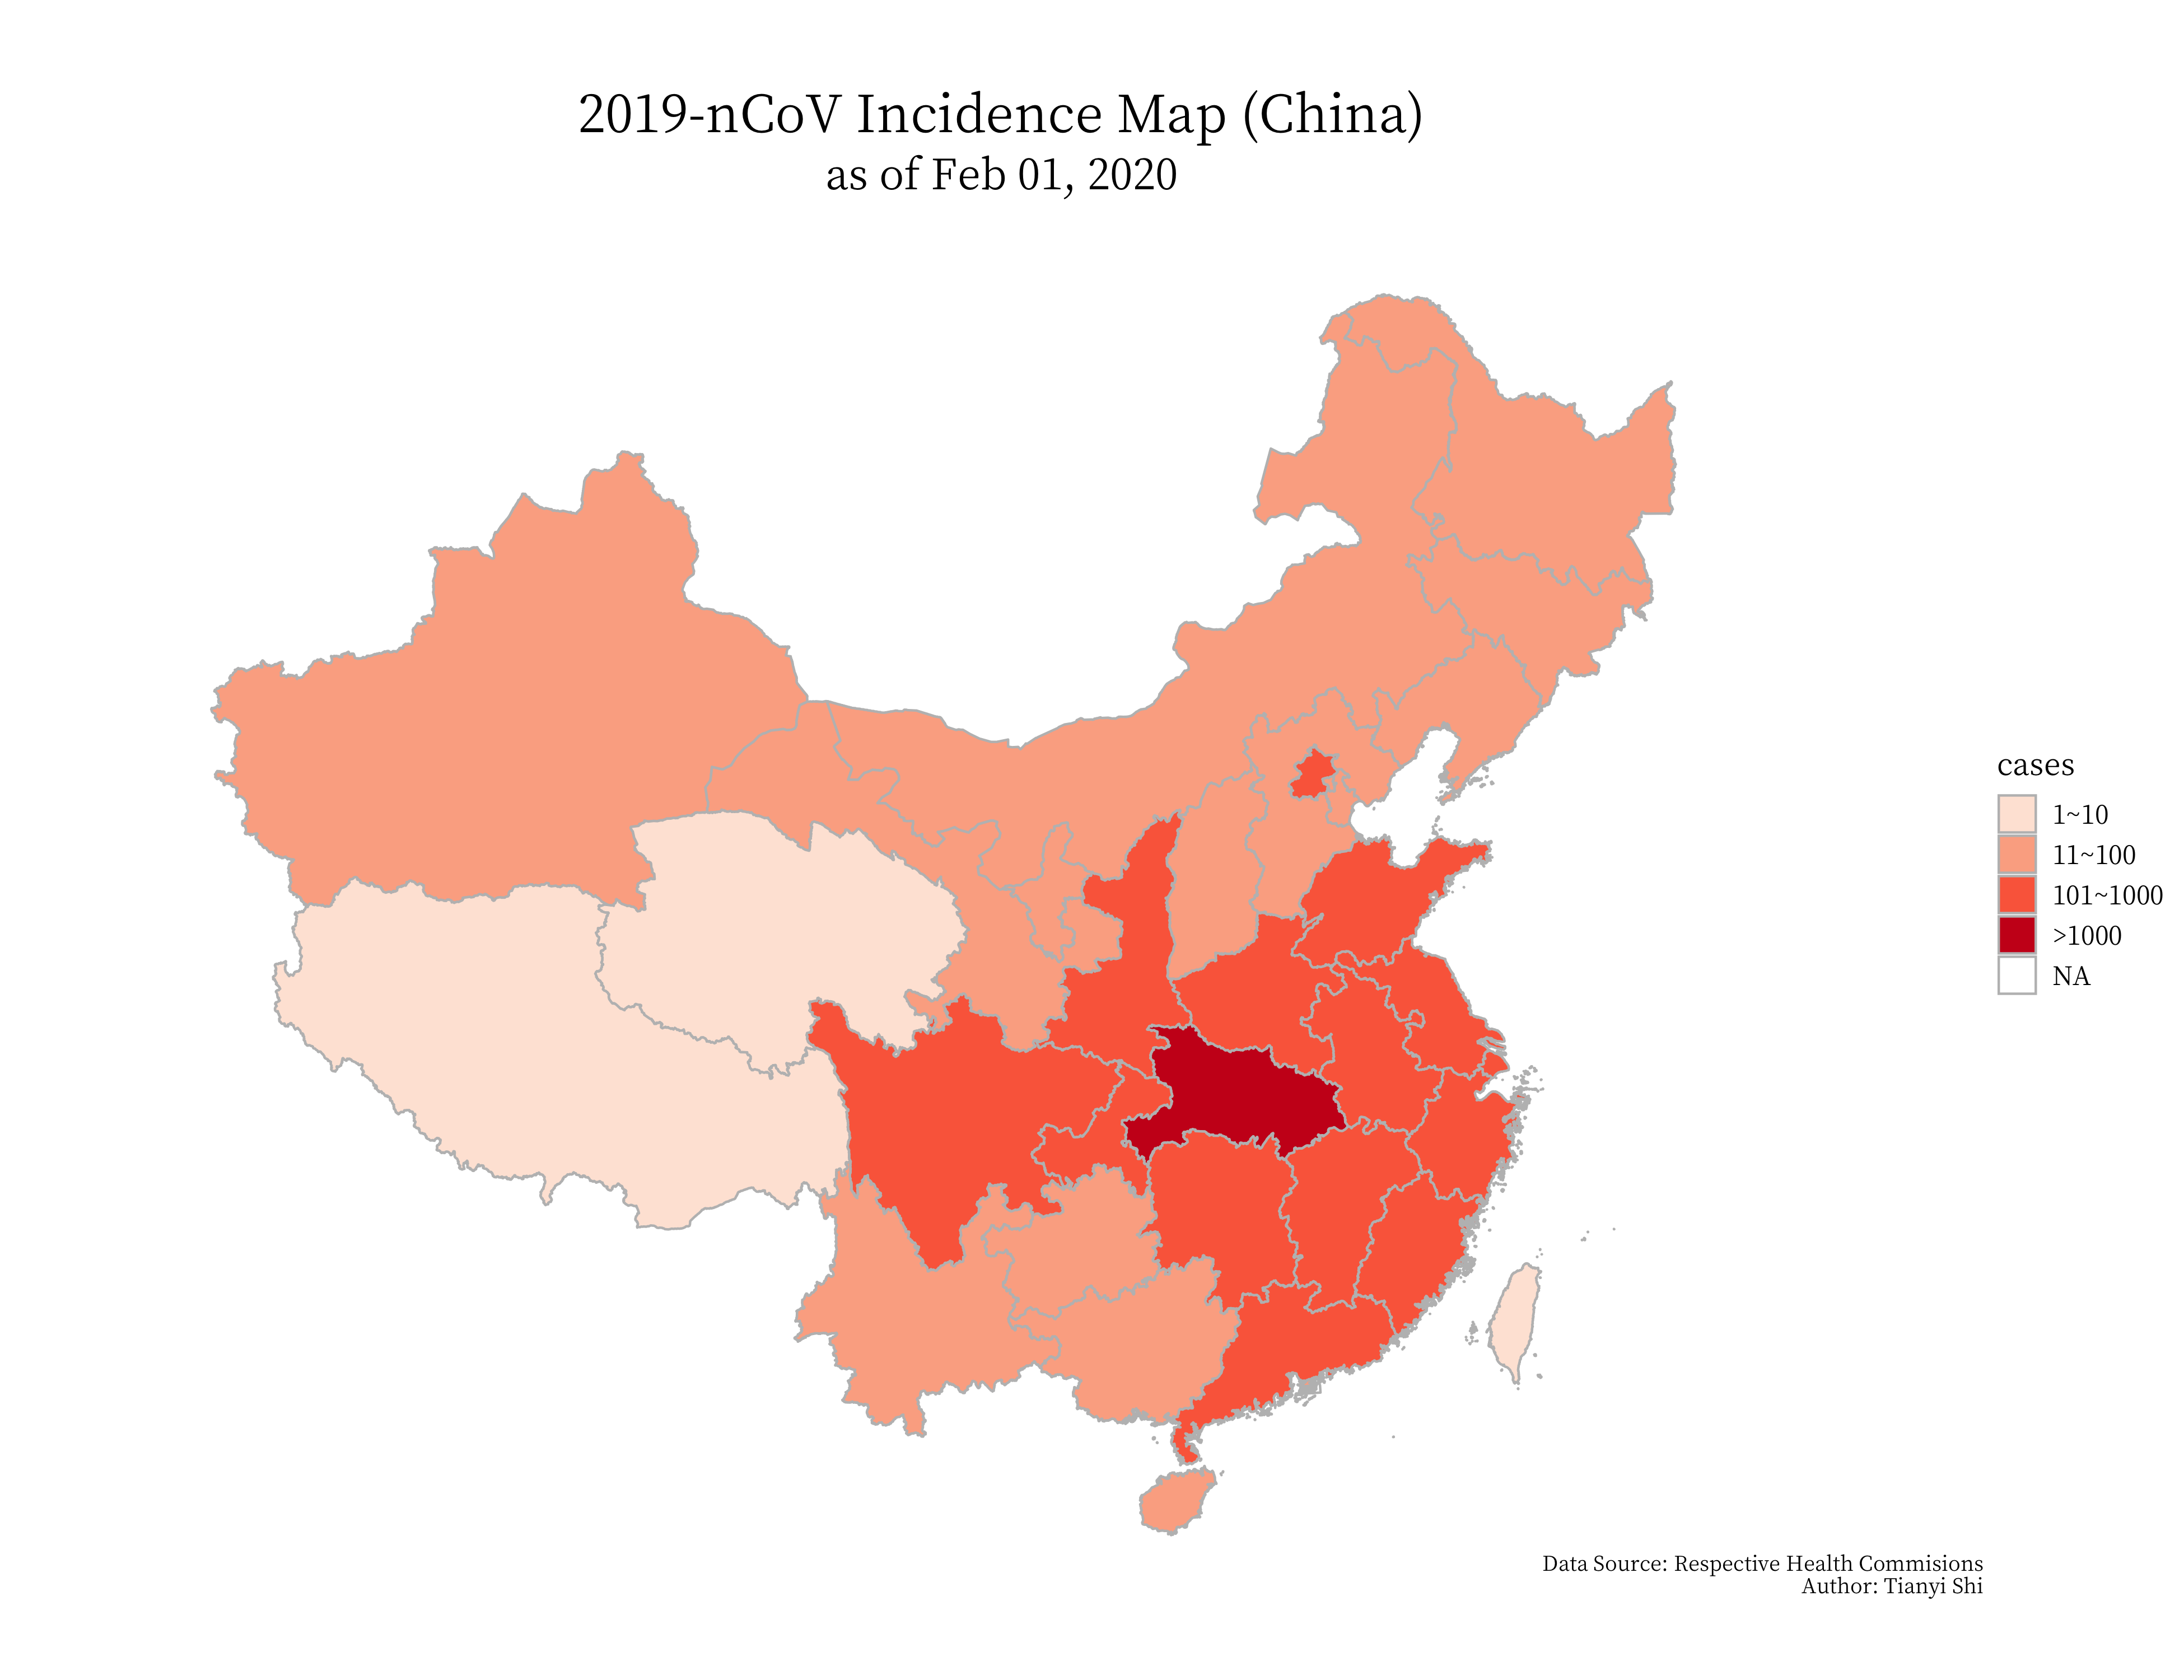 2019-nCoV Incidence Map (China)
as of Feb 01, 2020
cases
1~10
11~100
101~1000
>1000
NA
Data Source: Respective Health Commisions
Author: Tianyi Shi